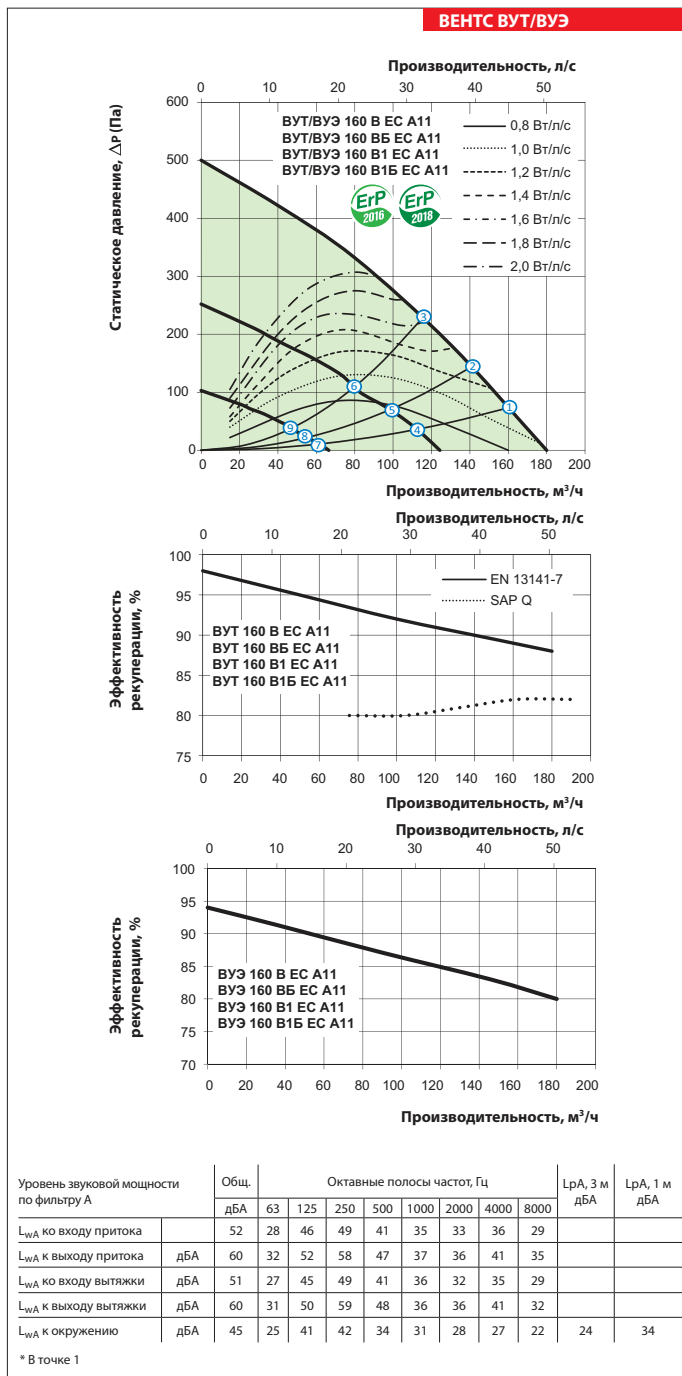 ВЕНТС ВУТ/ВУЭ
Производительность, л/с
0 10 20 30 40 50
Статическое давление, △P (Па)
600
500
400
300
200
100
0
ВУТ/ВУЭ 160 В ЕС А11
ВУТ/ВУЭ 160 ВБ ЕС А11
ВУТ/ВУЭ 160 В1 ЕС А11
ВУТ/ВУЭ 160 В1Б ЕС А11
ErP 2016
ErP 2018
0,8 Вт/л/с
1,0 Вт/л/с
1,2 Вт/л/с
1,4 Вт/л/с
1,6 Вт/л/с
1,8 Вт/л/с
2,0 Вт/л/с
3
2
6
1
5
4
9
8
7
0 20 40 60 80 100 120 140 160 180 200
Производительность, м³/ч
Производительность, л/с
0 10 20 30 40 50
Эффективность
рекуперации, %
100
95
90
85
80
75
EN 13141-7
SAP Q
ВУТ 160 В ЕС А11
ВУТ 160 ВБ ЕС А11
ВУТ 160 В1 ЕС А11
ВУТ 160 В1Б ЕС А11
0 20 40 60 80 100 120 140 160 180 200
Производительность, м³/ч
Производительность, л/с
0 10 20 30 40 50
Эффективность
рекуперации, %
100
95
90
85
80
75
70
ВУЭ 160 В ЕС А11
ВУЭ 160 ВБ ЕС А11
ВУЭ 160 В1 ЕС А11
ВУЭ 160 В1Б ЕС А11
0 20 40 60 80 100 120 140 160 180 200
Производительность, м³/ч
Уровень звуковой мощности
по фильтру А
Общ. Октавные полосы частот, Гц LpA, 3 м LpA, 1 м
дБА 63 125 250 500 1000 2000 4000 8000 дБА дБА
LwA ко входу притока 52 28 46 49 41 35 33 36 29
LwA к выходу притока дБА 60 32 52 58 47 37 36 41 35
LwA ко входу вытяжки дБА 51 27 45 49 41 36 32 35 29
LwA к выходу вытяжки дБА 60 31 50 59 48 36 36 41 32
LwA к окружению дБА 45 25 41 42 34 31 28 27 22 24 34
* В точке 1